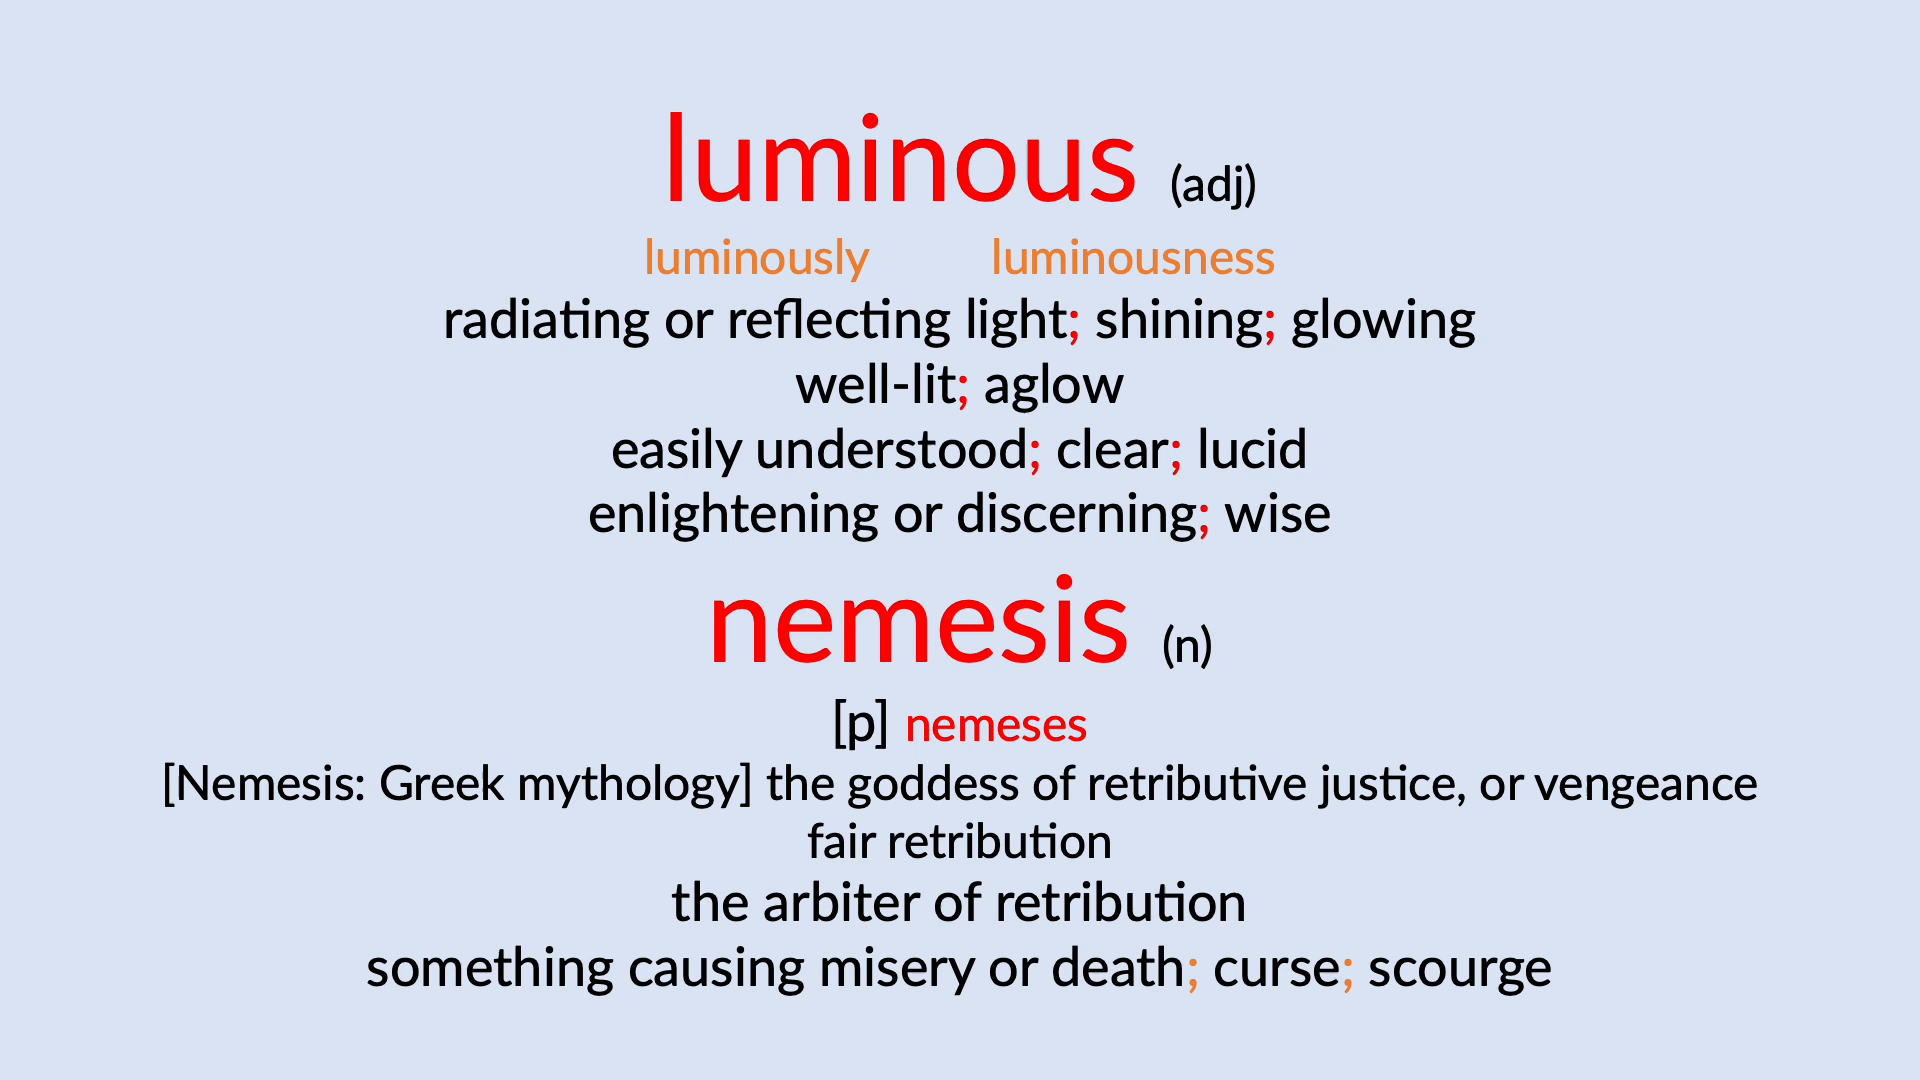 luminous (adj)
luminously luminousness
radiating or reflecting light; shining; glowing
well-lit; aglow
easily understood; clear; lucid
enlightening or discerning; wise
nemesis (n)
[p] nemeses
[Nemesis: Greek mythology] the goddess of retributive justice, or vengeance
fair retribution
the arbiter of retribution
something causing misery or death; curse; scourge